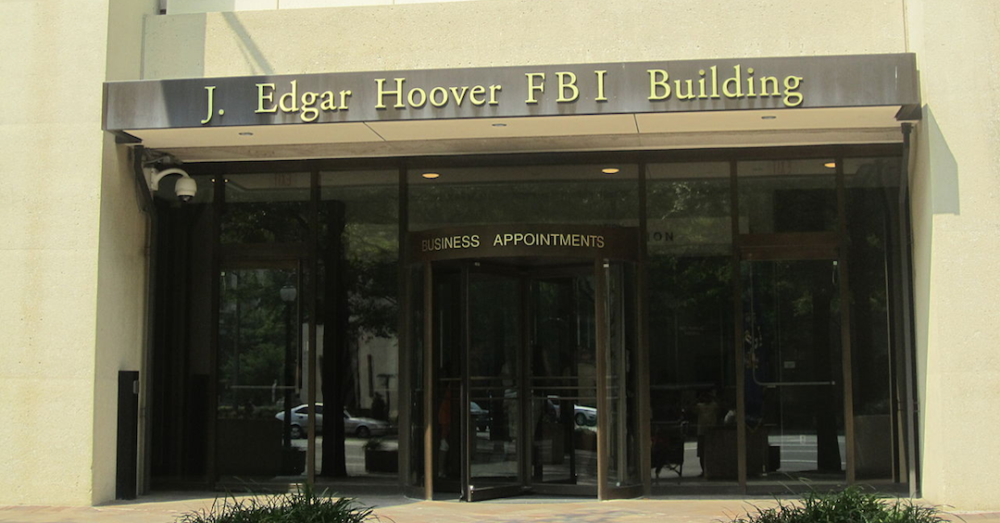 J. Edgar Hoover FBI Building
BUSINESS APPOINTMENTS